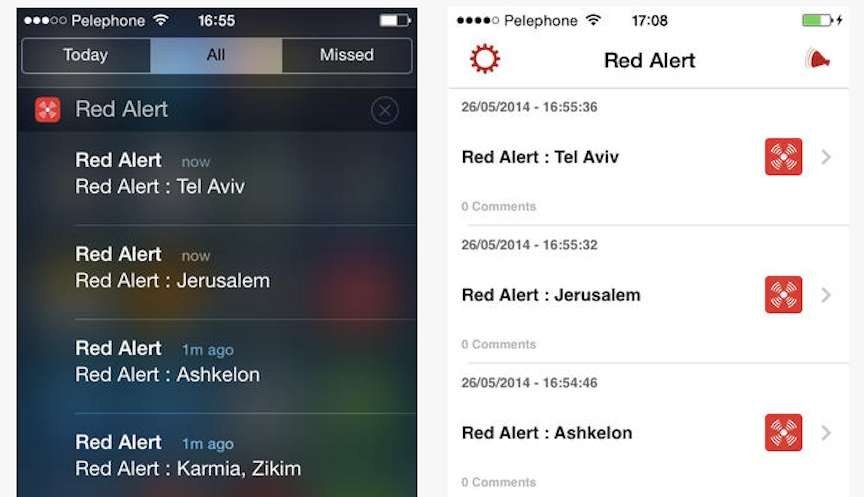 Pelephone 16:55
Today All Missed
Red Alert
Red Alert now
Red Alert : Tel Aviv
Red Alert now
Red Alert : Jerusalem
Red Alert 1m ago
Red Alert : Ashkelon
Red Alert 1m ago
Red Alert : Karmia, Zikim
Pelephone 17:08
Red Alert
26/05/2014 - 16:55:36
Red Alert : Tel Aviv
0 Comments
26/05/2014 - 16:55:32
Red Alert : Jerusalem
0 Comments
26/05/2014 - 16:54:46
Red Alert : Ashkelon
0 Comments